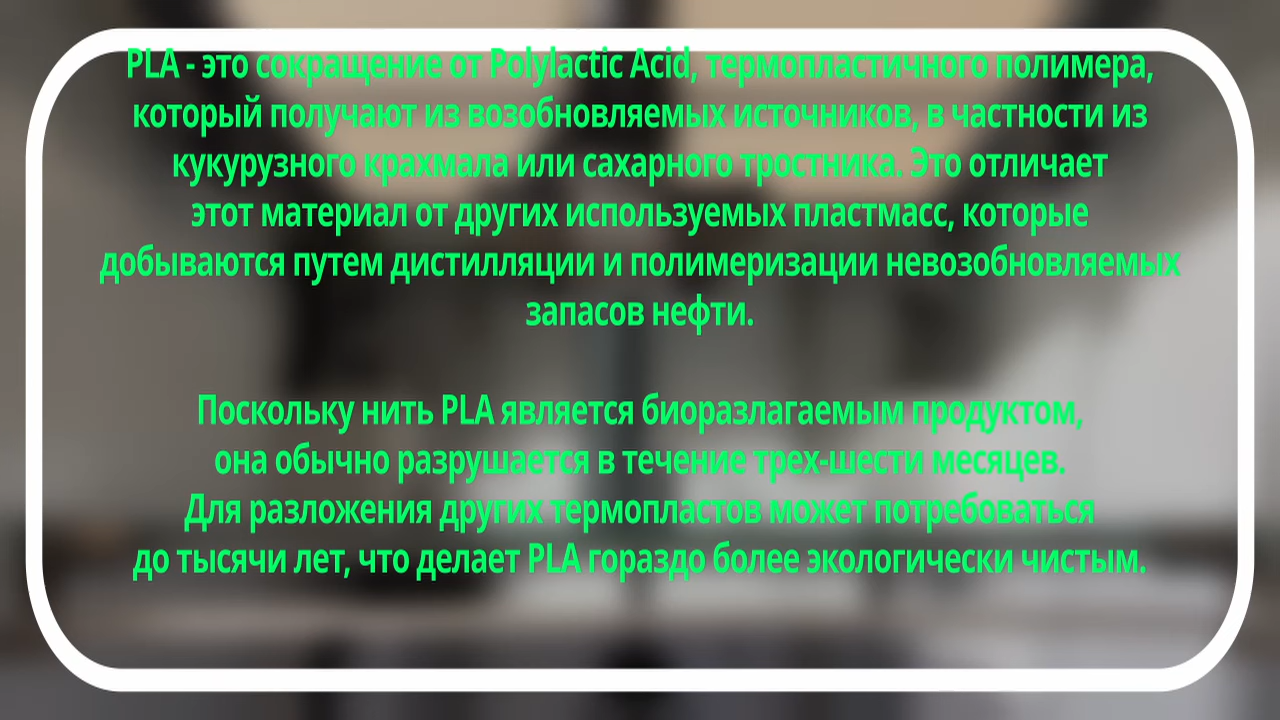 PLA - это сокращение от Polylactic Acid, термопластичного полимера,
который получают из возобновляемых источников, в частности из
кукурузного крахмала или сахарного тростника. Это отличает
этот материал от других используемых пластмасс, которые
добываются путем дистилляции и полимеризации невозобновляемых
запасов нефти.
Поскольку нить PLA является биоразлагаемым продуктом,
она обычно разрушается в течение трех-шести месяцев.
Для разложения других термопластов может потребоваться
до тысячи лет, что делает PLA гораздо более экологически чистым.